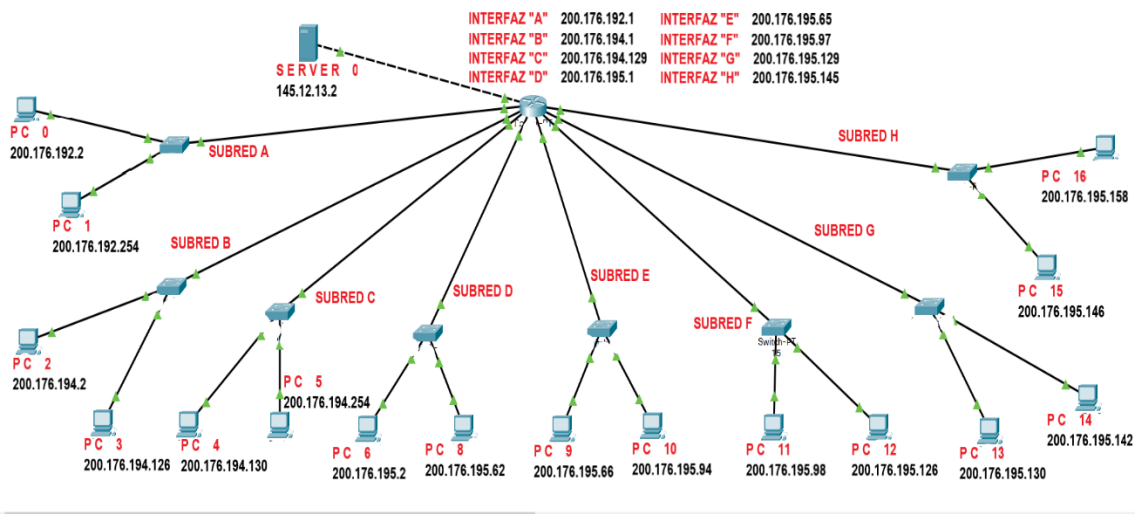 INTERFAZ "A" 200.176.192.1 INTERFAZ "E" 200.176.195.65
INTERFAZ "B" 200.176.194.1 INTERFAZ "F" 200.176.195.97
INTERFAZ "C" 200.176.194.129 INTERFAZ "G" 200.176.195.129
INTERFAZ "D" 200.176.195.1 INTERFAZ "H" 200.176.195.145
SERVER 0
145.12.13.2
PC 0
200.176.192.2
SUBRED A
PC 1
200.176.192.254
SUBRED H
PC 16
200.176.195.158
PC 15
200.176.195.146
SUBRED B
PC 2
200.176.194.2
PC 3
200.176.194.126
SUBRED C
PC 4
200.176.194.130
PC 5
200.176.194.254
SUBRED D
PC 6
200.176.195.2
PC 8
200.176.195.62
SUBRED E
PC 9
200.176.195.66
PC 10
200.176.195.94
SUBRED F
Switch-PT
15
PC 11
200.176.195.98
PC 12
200.176.195.126
SUBRED G
PC 13
200.176.195.130
PC 14
200.176.195.142